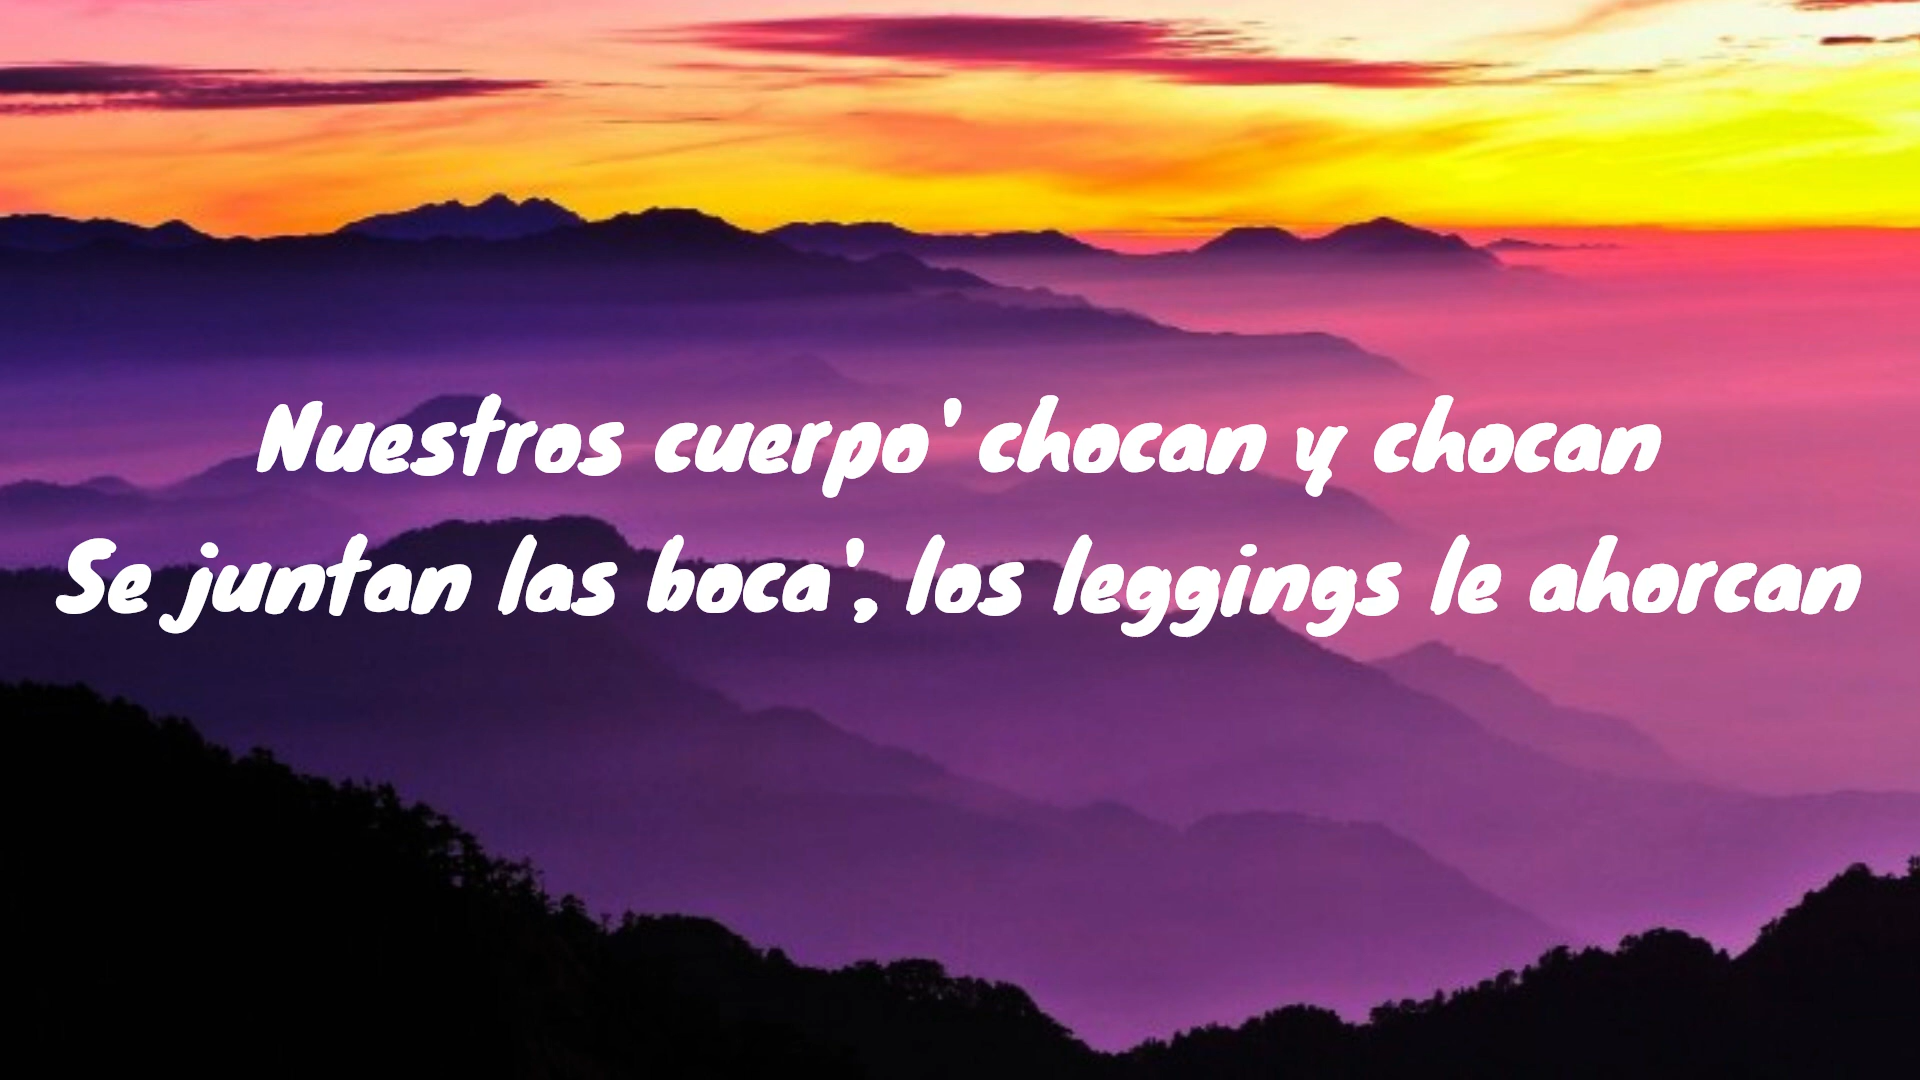 Nuestros cuerpo' chocan y chocan
Se juntan las boca', los leggings le ahorcan